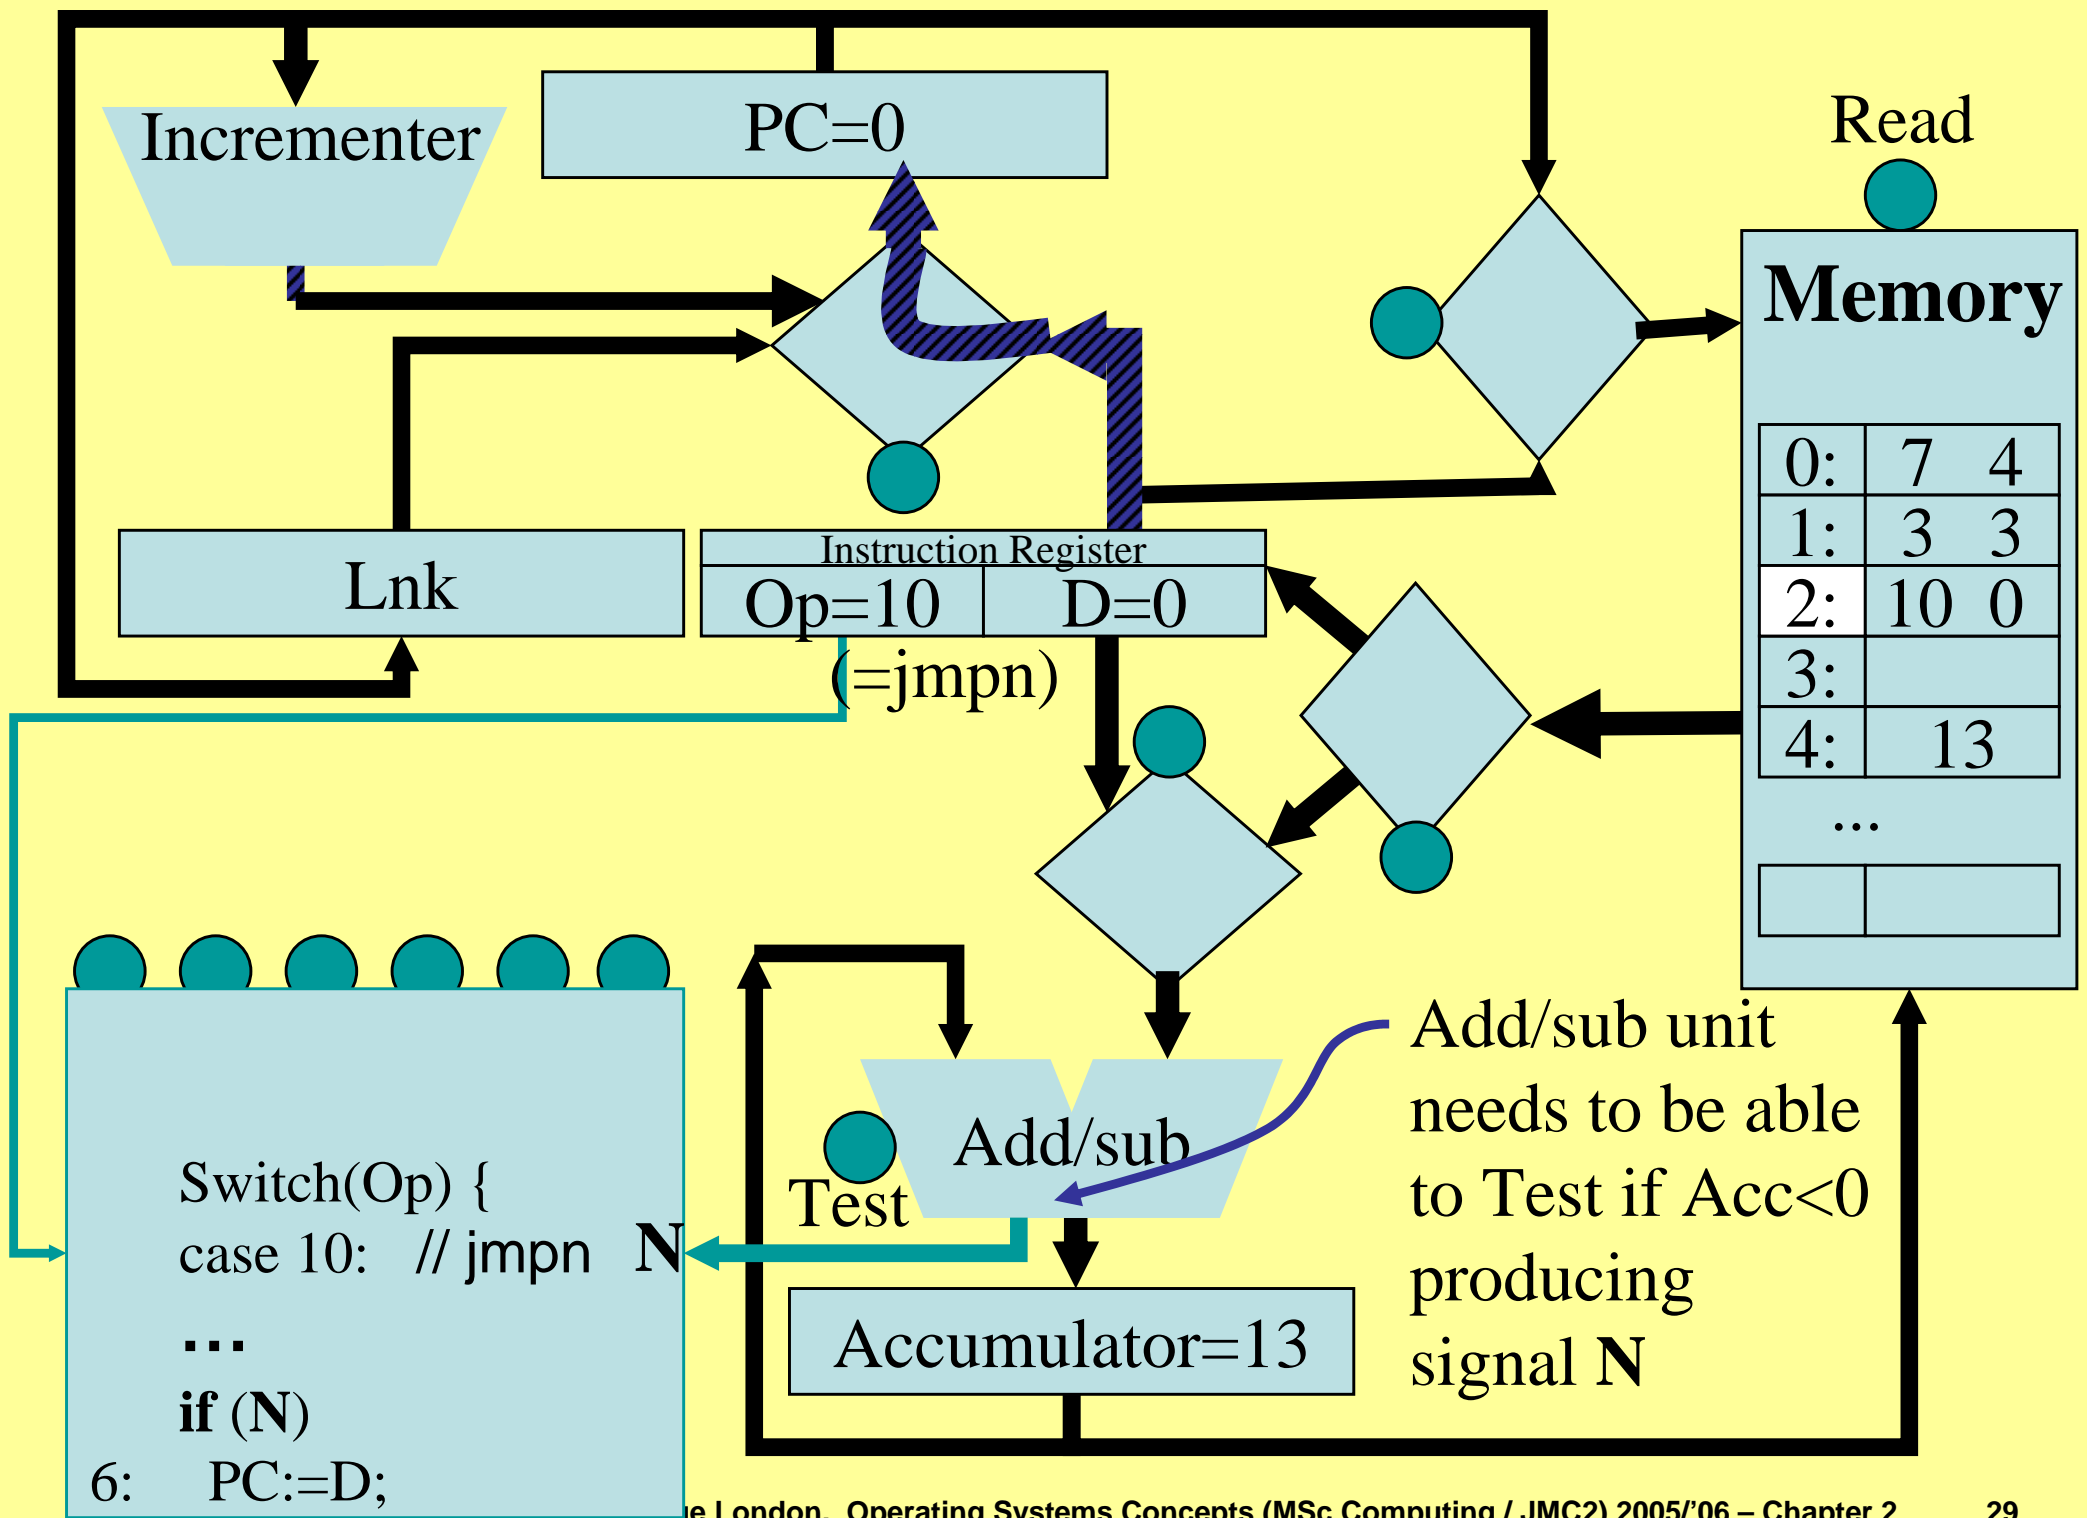 Incrementer
PC=0
Read
Memory
0: 7 4
1: 3 3
2: 10 0
3:
4: 13
...
Lnk
Instruction Register
Op=10 D=0
(=jmpn)
Add/sub
Test
Accumulator=13
Add/sub unit
needs to be able
to Test if Acc<0
producing
signal N
Switch(Op) {
case 10: // jmpn N
...
if (N)
6: PC:=D;
London. Operating Systems Concepts (MSc Computing / JMC2) 2005/'06 – Chapter 2 29